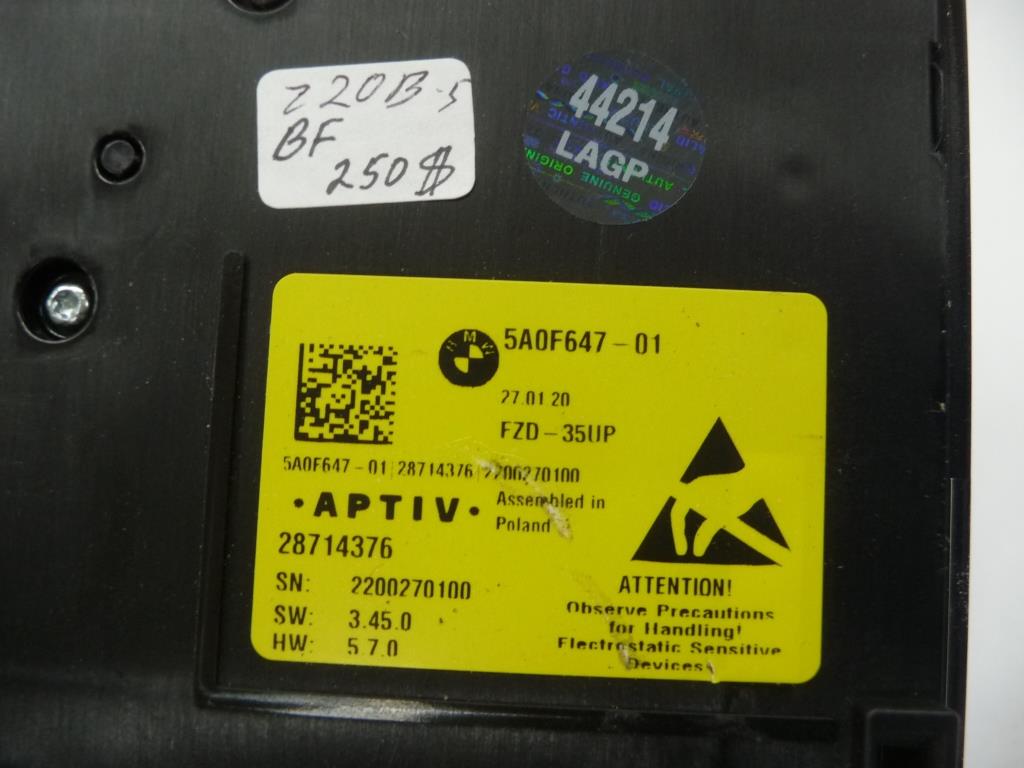 220B-5
BF
250$
44214
LAGP
GENUINE ORIGIN
BMW
5A0F647-01
27.01.20
FZD-35UP
5A0F647-01|28714376|2200270100
• APTIV •
Assembled in
Poland
28714376
SN: 2200270100
SW: 3.45.0
HW: 5.7.0
ATTENTION!
Observe Precautions
for Handling!
Electrostatic Sensitive
Devices!